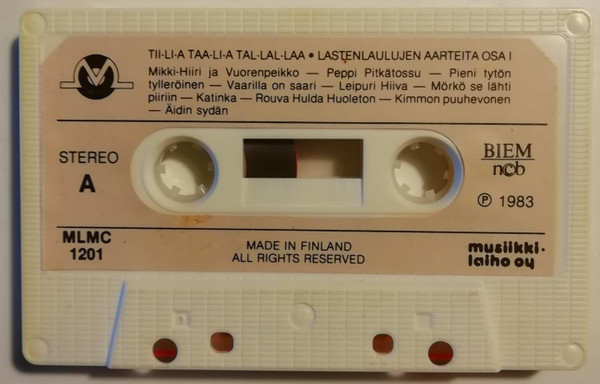 TII-LI-A TAA-LI-A TAL-LAL-LAA • LASTENLAULUJEN AARTEITA OSA I
Mikki-Hiiri ja Vuorenpeikko — Peppi Pitkätossu — Pieni tytön
tylleröinen — Vaarilla on saari — Leipuri Hiiva — Mörkö se lähti
piiriin — Katinka — Rouva Hulda Huoleton — Kimmon puuhevonen
— Äidin sydän
STEREO
A
BIEM
ncb
Ⓟ 1983
MLMC
1201
MADE IN FINLAND
ALL RIGHTS RESERVED
musiikki-
laiho oy